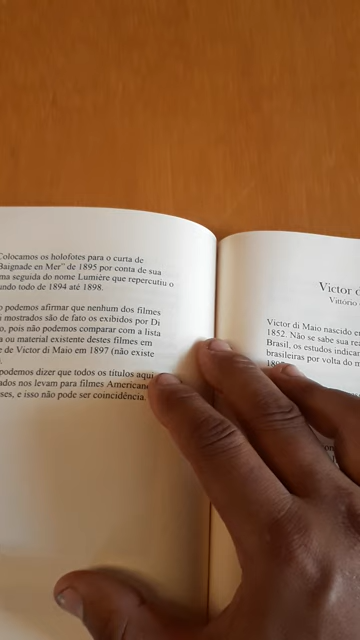 Colocamos os holofotes para o curta de
Baignade en Mer" de 1895 por conta de sua
ma seguida do nome Lumière que repercutiu o
undo todo de 1894 até 1898.
o podemos afirmar que nenhum dos filmes
i mostrados são de fato os exibidos por Di
o, pois não podemos comparar com a lista
a ou material existente destes filmes em
e de Victor di Maio em 1897 (não existe
podemos dizer que todos os títulos aqui
ados nos levam para filmes American
ses, e isso não pode ser coincidência.
Victor d
Vittório
Victor di Maio nascido e
1852. Não se sabe sua re
Brasil, os estudos indica
brasileiras por volta do m